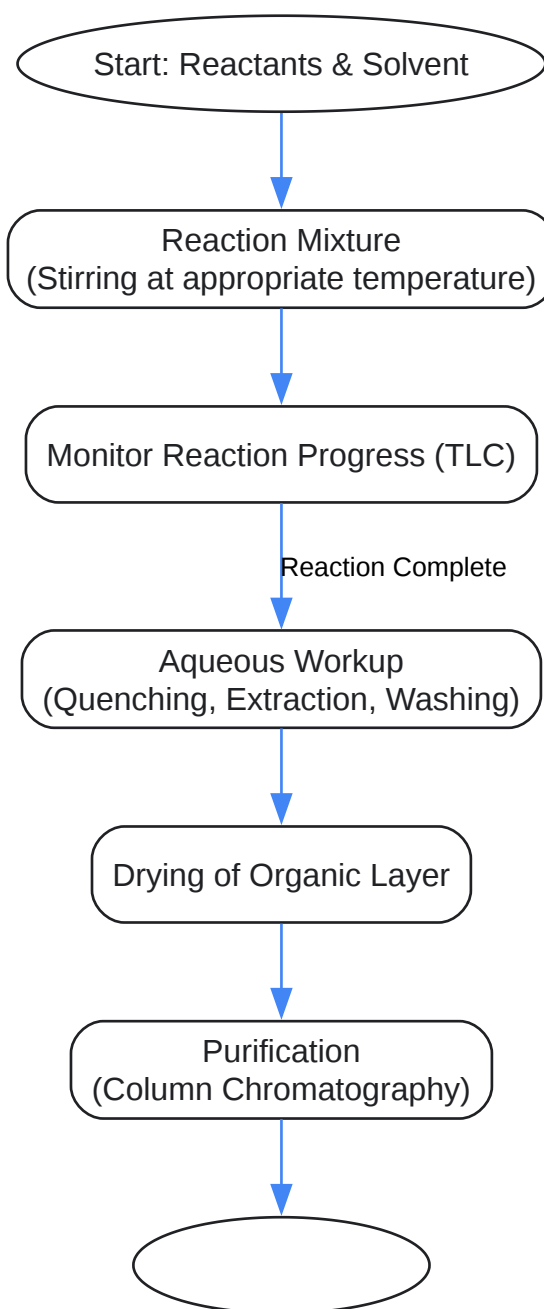 Start: Reactants & Solvent
Reaction Mixture
(Stirring at appropriate temperature)
Monitor Reaction Progress (TLC)
Reaction Complete
Aqueous Workup
(Quenching, Extraction, Washing)
Drying of Organic Layer
Purification
(Column Chromatography)